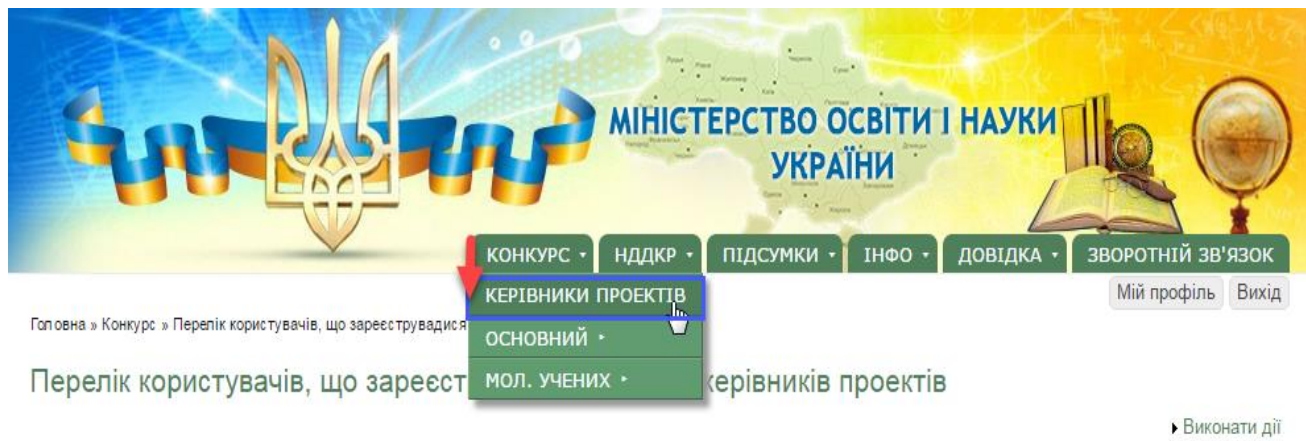 МІНІСТЕРСТВО ОСВІТИ І НАУКИ
УКРАЇНИ
КОНКУРС НДДКР ПІДСУМКИ ІНФО ДОВІДКА ЗВОРОТНІЙ ЗВ'ЯЗОК
КЕРІВНИКИ ПРОЕКТІВ
Мій профіль Вихід
Головна » Конкурс » Перелік користувачів, що зареєструвадися
ОСНОВНИЙ
МОЛ. УЧЕНИХ
Перелік користувачів, що зареєст керівників проектів
Виконати дії